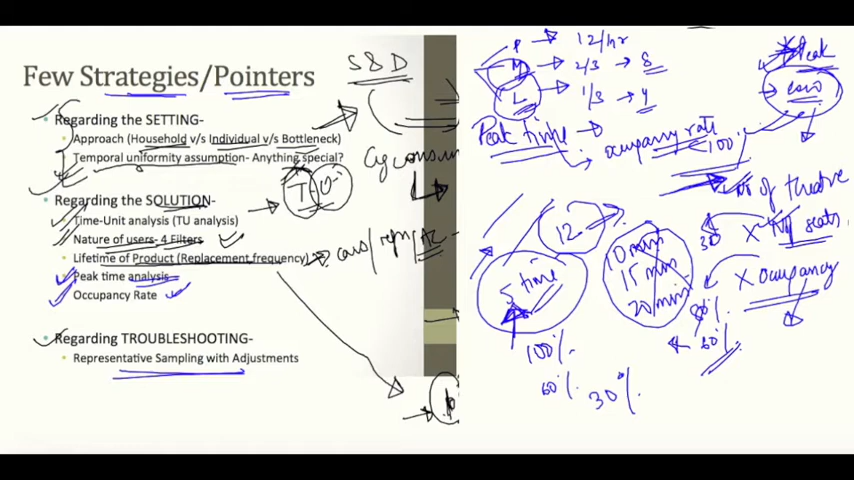 Few Strategies/Pointers
Regarding the SETTING-
Approach (Household v/s Individual v/s Bottleneck)
Temporal uniformity assumption- Anything special?
Regarding the SOLUTION-
Time-Unit analysis (TU analysis)
Nature of users- 4 Filters
Lifetime of Product (Replacement frequency)
Peak time analysis
Occupancy Rate
Regarding TROUBLESHOOTING-
Representative Sampling with Adjustments
S&D
T
P → 12/hr
M → 2/3 → 8
L → 1/3 → 4
Peak time →
occupancy rate
<100%
Peak
zero
of theatre
X seats
30
X occupancy
80%
60%
12
5 time
10 min
15 min
20 min
100%
60%
30%